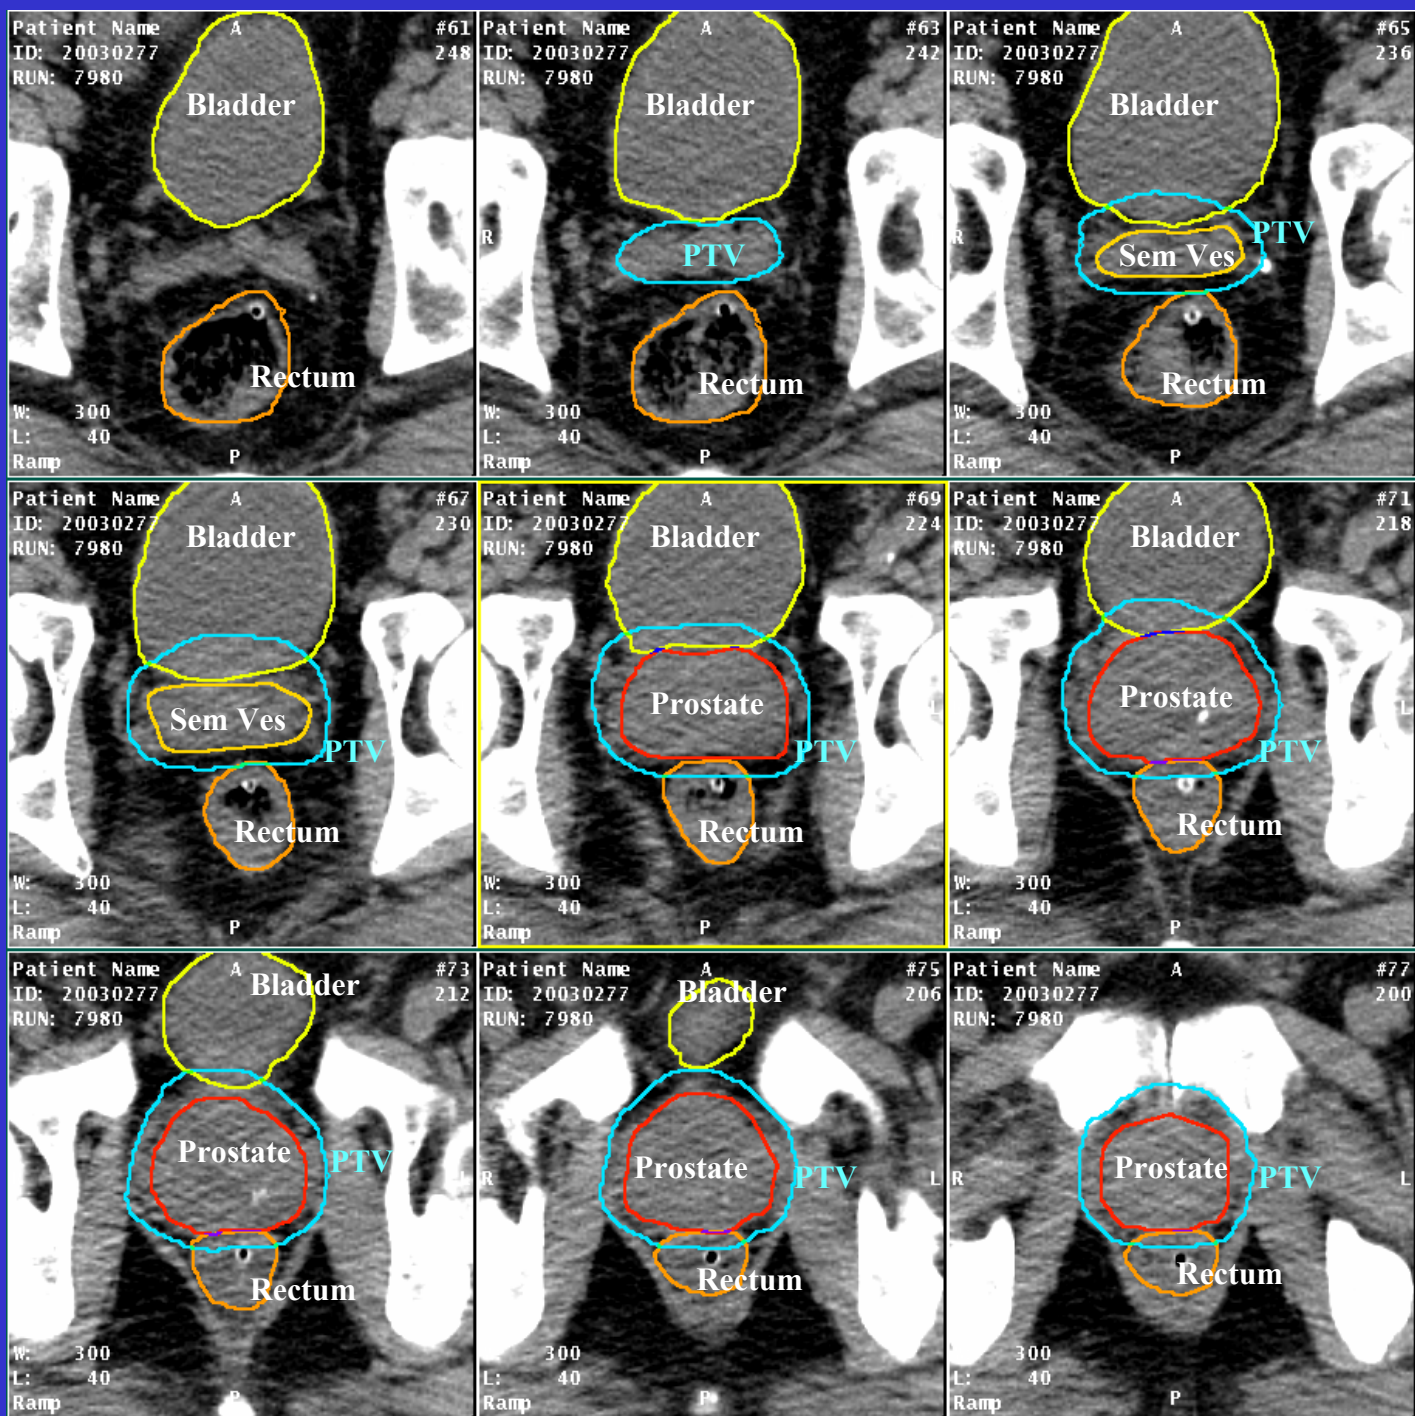 Patient Name A #61
ID: 20030277 248
RUN: 7980
Bladder
Rectum
W: 300
L: 40
Ramp P
Patient Name A #63
ID: 20030277 242
RUN: 7980
Bladder
R
PTV
Rectum
W: 300
L: 40
Ramp P
Patient Name A #65
ID: 20030277 236
RUN: 7980
Bladder
R PTV
Sem Ves
Rectum
W: 300
L: 40
Ramp P
Patient Name A #67
ID: 20030277 230
RUN: 7980
Bladder
Sem Ves
PTV
Rectum
W: 300
L: 40
Ramp P
Patient Name A #69
ID: 20030277 224
RUN: 7980
Bladder
Prostate L
PTV
Rectum
W: 300
L: 40
Ramp P
Patient Name A #71
ID: 20030277 218
RUN: 7980
Bladder
Prostate L
PTV
Rectum
W: 300
L: 40
Ramp P
Patient Name A #73
ID: 20030277 212
RUN: 7980
Bladder
Prostate
PTV L
Rectum
W: 300
L: 40
Ramp P
Patient Name A #75
ID: 20030277 206
RUN: 7980
Bladder
R Prostate PTV L
Rectum
W: 300
L: 40
Ramp P
Patient Name A #77
ID: 20030277 200
RUN: 7980
R Prostate PTV L
Rectum
300
L: 40
Ramp P